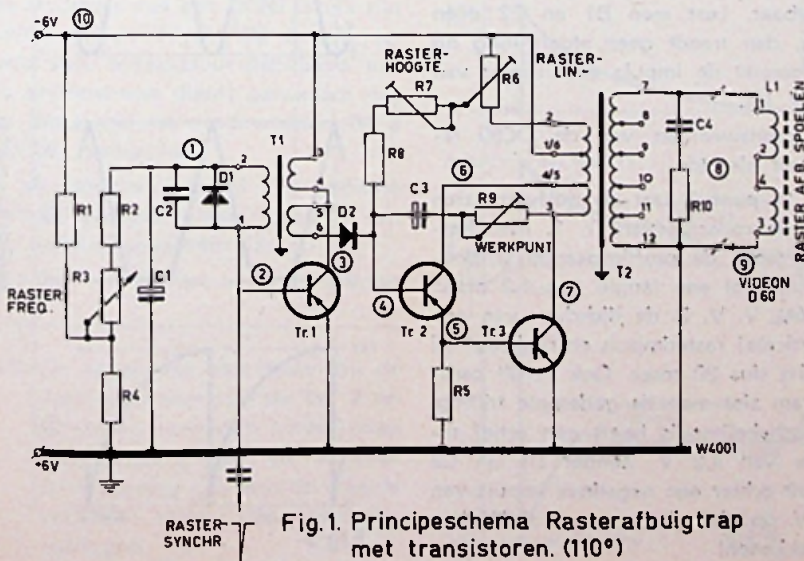 -6V
10
RASTER-
HOOGTE.
R7
R6
RASTER-
LIN.-
R8
1
2
C2
D1
1
T1
3
4
5
6
D2
3
2
Tr.1
R1
R2
R3
RASTER
FREQ.
C1
R4
+6V
RASTER
SYNCHR
C3
6
R9
WERKPUNT
4
Tr.2
5
Tr.3
7
R5
2
1/6
4/5
3
T2
7
8
9
10
11
12
C4
R10
8
9
L1
1
2
4
3
RASTER AFB. SPOELEN
VIDEON
D60
W4001
Fig.1. Principeschema Rasterafbuigtrap
met transistoren. (110°)